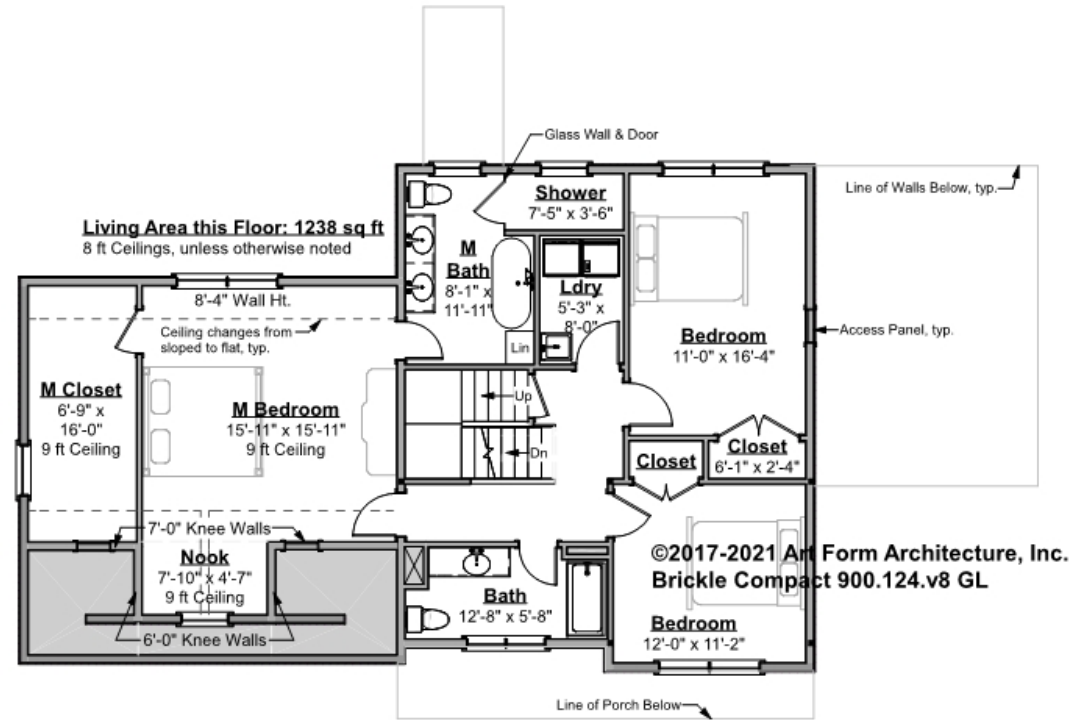 Glass Wall & Door
Line of Walls Below, typ.
Shower
7'-5" x 3'-6"
Living Area this Floor: 1238 sq ft
8 ft Ceilings, unless otherwise noted
M
Bath
8'-1" x
11'-11"
Ldry
5'-3" x
8'-0"
Lin
8'-4" Wall Ht.
Ceiling changes from
sloped to flat, typ.
Bedroom
11'-0" x 16'-4"
Access Panel, typ.
M Closet
6'-9" x
16'-0"
9 ft Ceiling
M Bedroom
15'-11" x 15'-11"
9 ft Ceiling
Up
Dn
Closet
Closet
6'-1" x 2'-4"
7'-0" Knee Walls
Nook
7'-10" x 4'-7"
9 ft Ceiling
6'-0" Knee Walls
Bath
12'-8" x 5'-8"
©2017-2021 Art Form Architecture, Inc.
Brickle Compact 900.124.v8 GL
Bedroom
12'-0" x 11'-2"
Line of Porch Below